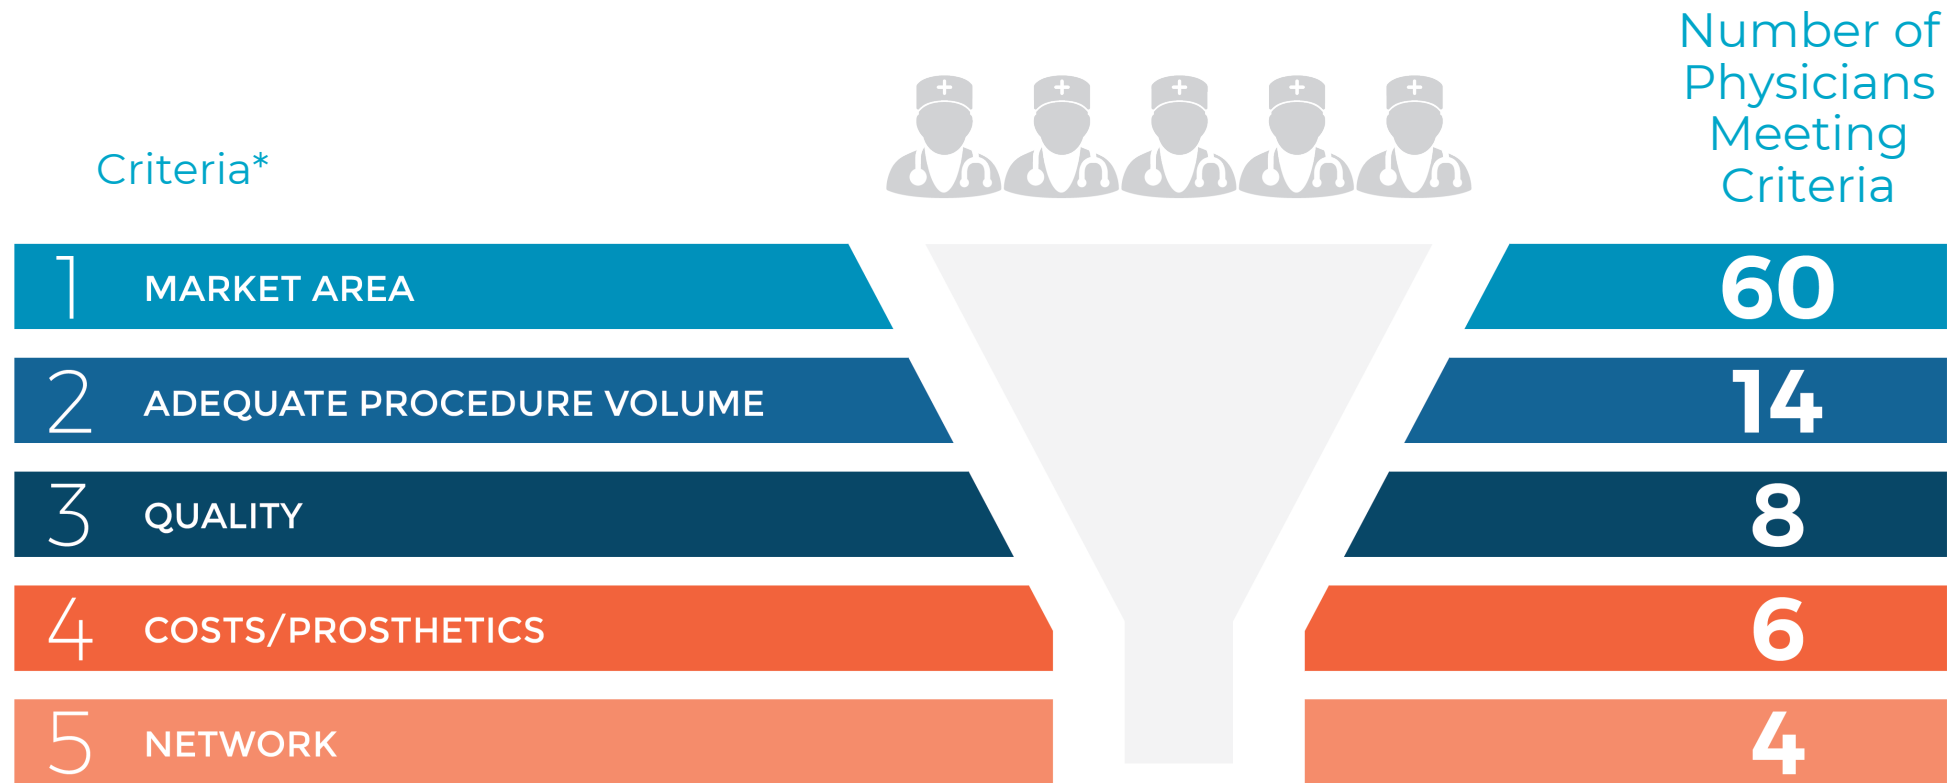 Number of
Physicians
Meeting
Criteria
Criteria*
1 MARKET AREA 60
2 ADEQUATE PROCEDURE VOLUME 14
3 QUALITY 8
4 COSTS/PROSTHETICS 6
5 NETWORK 4